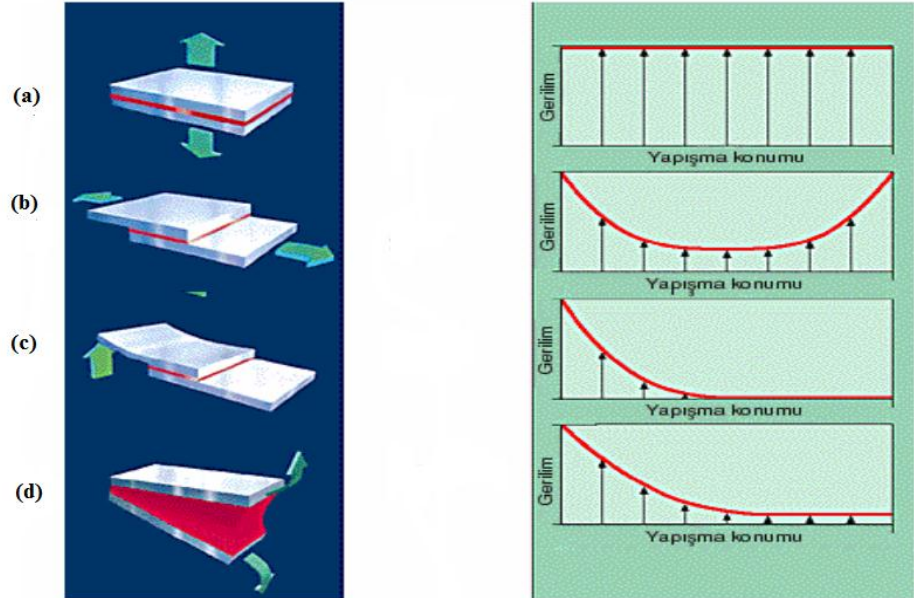 (a)
Gerilim
Yapışma konumu
(b)
Gerilim
Yapışma konumu
(c)
Gerilim
Yapışma konumu
(d)
Gerilim
Yapışma konumu